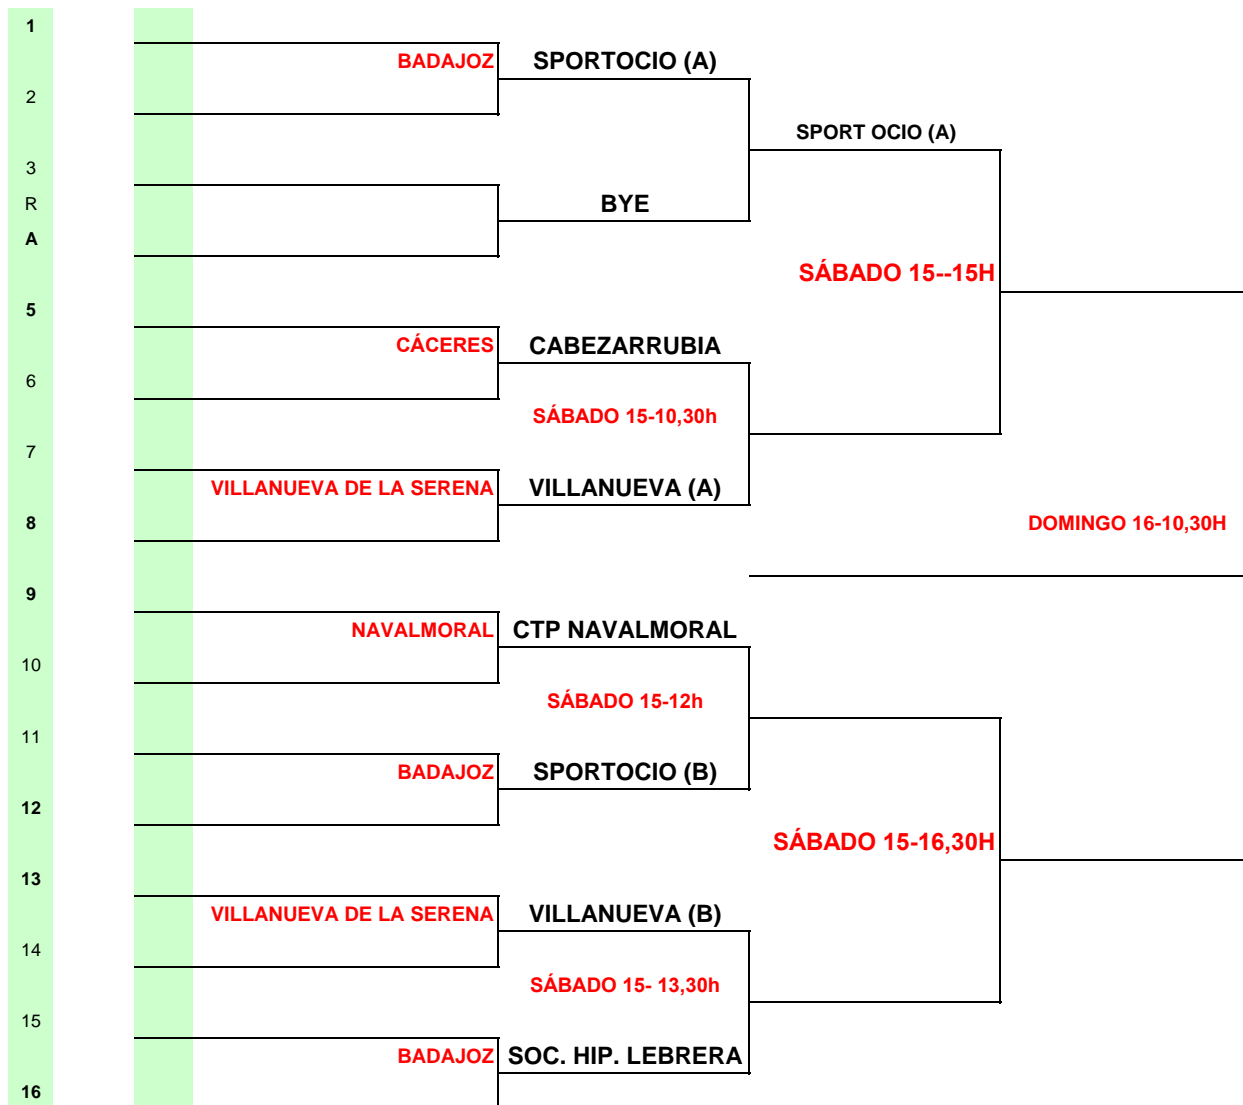 1
BADAJOZ SPORTOCIO (A)
2
SPORT OCIO (A)
3
R BYE
A
SÁBADO 15--15H
5
CÁCERES CABEZARRUBIA
6
SÁBADO 15-10,30h
7
VILLANUEVA DE LA SERENA VILLANUEVA (A)
8 DOMINGO 16-10,30H
9
NAVALMORAL CTP NAVALMORAL
10
SÁBADO 15-12h
11
BADAJOZ SPORTOCIO (B)
12
SÁBADO 15-16,30H
13
VILLANUEVA DE LA SERENA VILLANUEVA (B)
14
SÁBADO 15- 13,30h
15
BADAJOZ SOC. HIP. LEBRERA
16